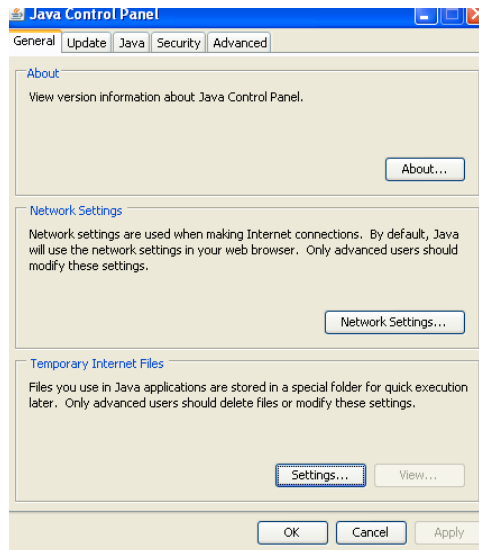 Java Control Panel
General Update Java Security Advanced
About
View version information about Java Control Panel.
About...
Network Settings
Network settings are used when making Internet connections. By default, Java
will use the network settings in your web browser. Only advanced users should
modify these settings.
Network Settings...
Temporary Internet Files
Files you use in Java applications are stored in a special folder for quick execution
later. Only advanced users should delete files or modify these settings.
Settings... View...
OK Cancel Apply